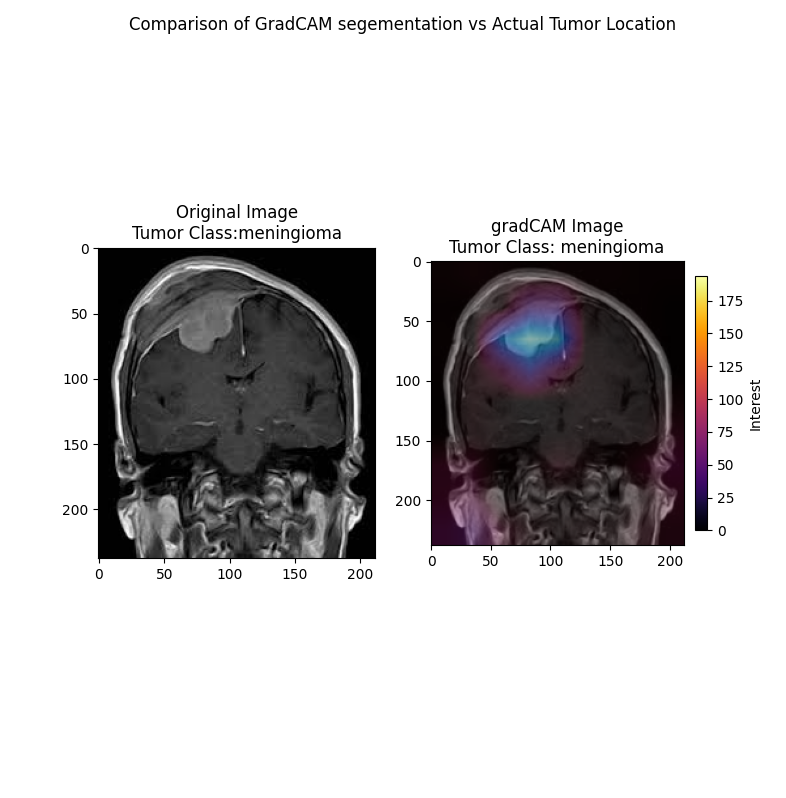 Comparison of GradCAM segementation vs Actual Tumor Location
Original Image
Tumor Class:meningioma
0
50
100
150
200
0 50 100 150 200
gradCAM Image
Tumor Class: meningioma
0
50
100
150
200
0 50 100 150 200
175
150
125
100
75
50
25
0
Interest